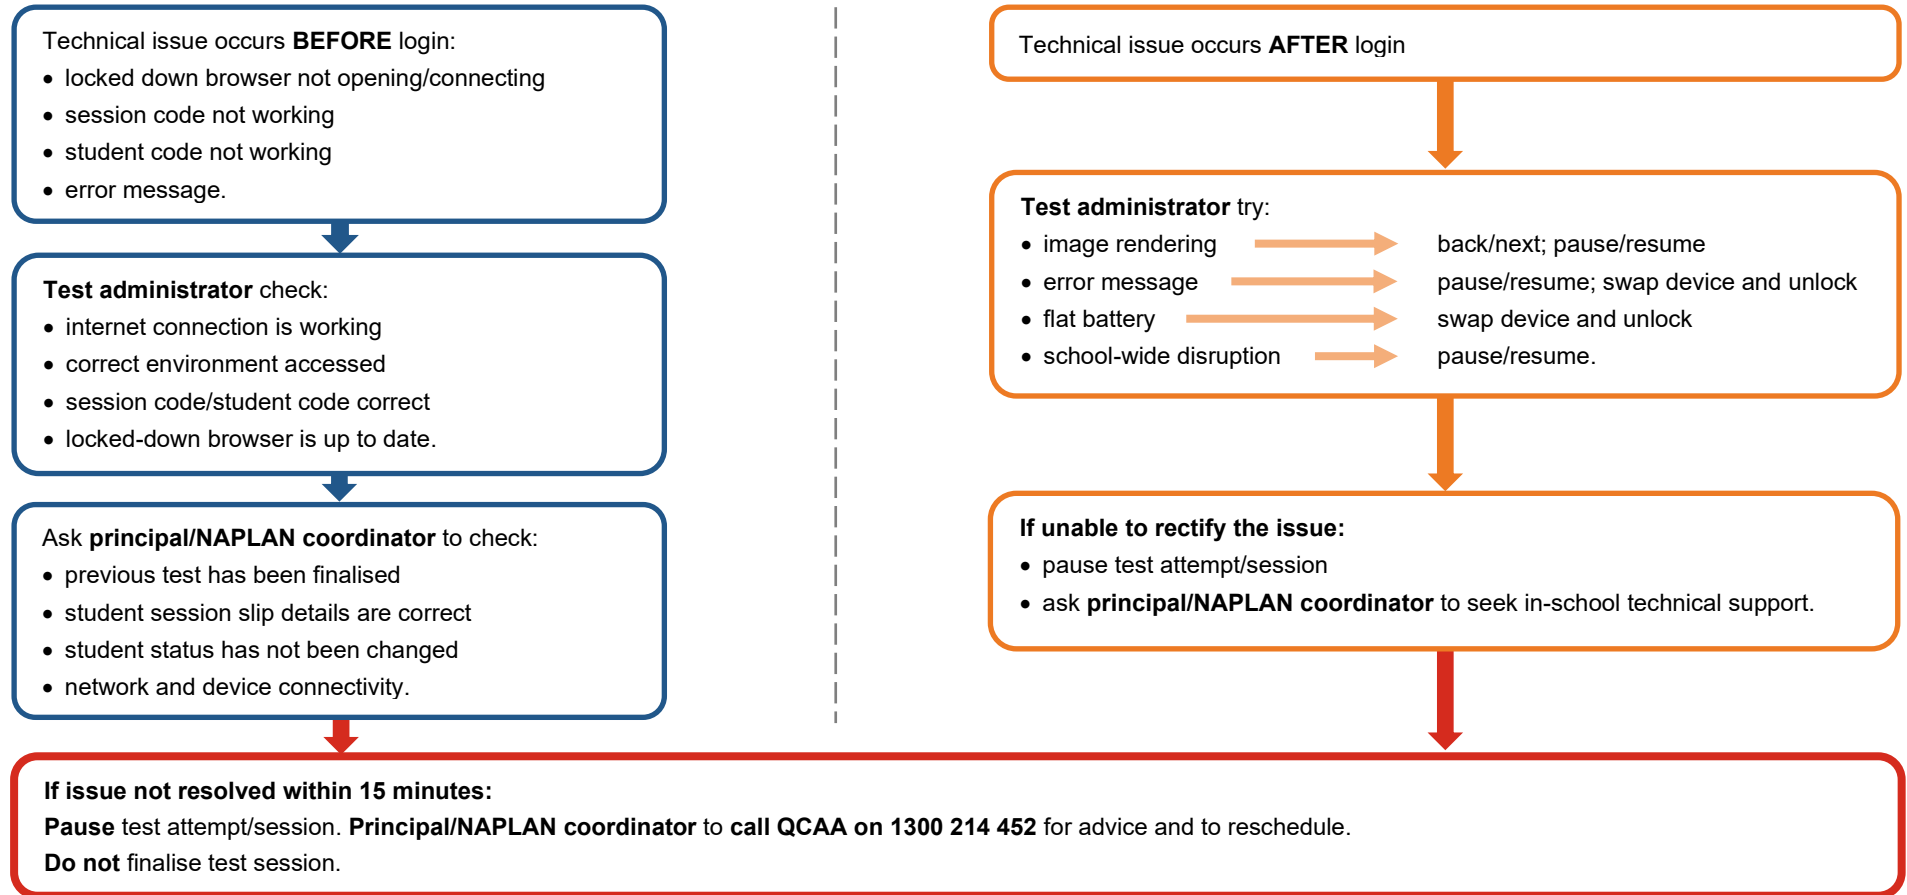 Technical issue occurs BEFORE login:
• locked down browser not opening/connecting
• session code not working
• student code not working
• error message.
Test administrator check:
• internet connection is working
• correct environment accessed
• session code/student code correct
• locked-down browser is up to date.
Ask principal/NAPLAN coordinator to check:
• previous test has been finalised
• student session slip details are correct
• student status has not been changed
• network and device connectivity.
Technical issue occurs AFTER login
Test administrator try:
• image rendering back/next; pause/resume
• error message pause/resume; swap device and unlock
• flat battery swap device and unlock
• school-wide disruption pause/resume.
If unable to rectify the issue:
• pause test attempt/session
• ask principal/NAPLAN coordinator to seek in-school technical support.
If issue not resolved within 15 minutes:
Pause test attempt/session. Principal/NAPLAN coordinator to call QCAA on 1300 214 452 for advice and to reschedule.
Do not finalise test session.